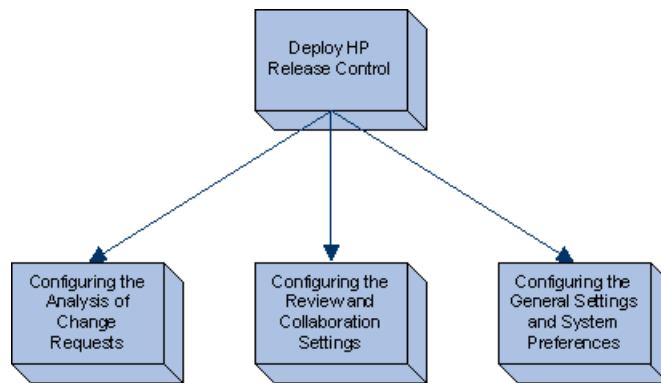 Deploy HP
Release Control
Configuring the
Analysis of
Change
Requests
Configuring the
Review and
Collaboration
Settings
Configuring the
General Settings
and System
Preferences